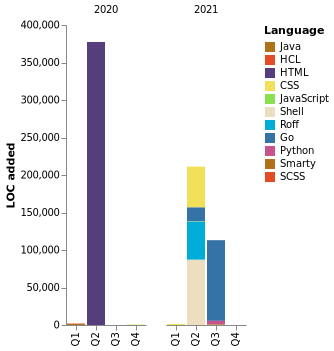 2020
2021
LOC added
400,000
350,000
300,000
250,000
200,000
150,000
100,000
50,000
0
Q1
Q2
Q3
Q4
Q1
Q2
Q3
Q4
Language
Java
HCL
HTML
CSS
JavaScript
Shell
Roff
Go
Python
Smarty
SCSS